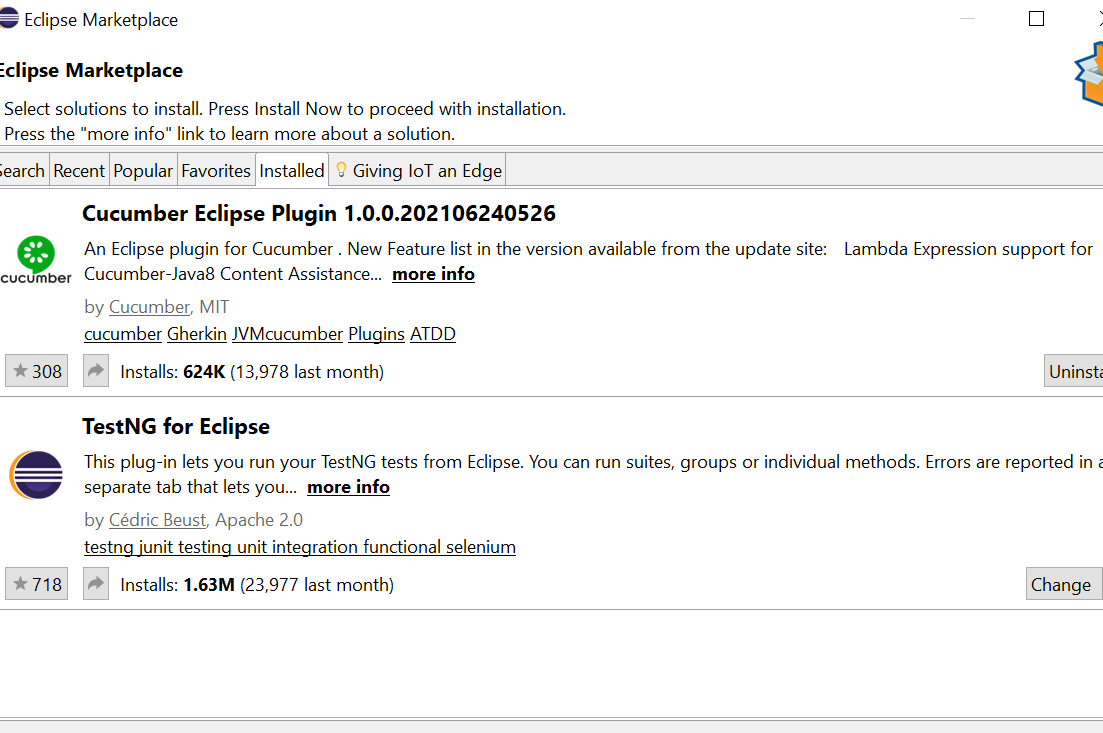 Eclipse Marketplace
Eclipse Marketplace
Select solutions to install. Press Install Now to proceed with installation.
Press the "more info" link to learn more about a solution.
Search Recent Popular Favorites Installed Giving IoT an Edge
Cucumber Eclipse Plugin 1.0.0.202106240526
An Eclipse plugin for Cucumber . New Feature list in the version available from the update site: Lambda Expression support for
Cucumber-Java8 Content Assistance... more info
cucumber
by Cucumber, MIT
cucumber Gherkin JVMcucumber Plugins ATDD
308 Installs: 624K (13,978 last month) Uninsta
TestNG for Eclipse
This plug-in lets you run your TestNG tests from Eclipse. You can run suites, groups or individual methods. Errors are reported in a
separate tab that lets you... more info
by Cédric Beust, Apache 2.0
testng junit testing unit integration functional selenium
718 Installs: 1.63M (23,977 last month) Change